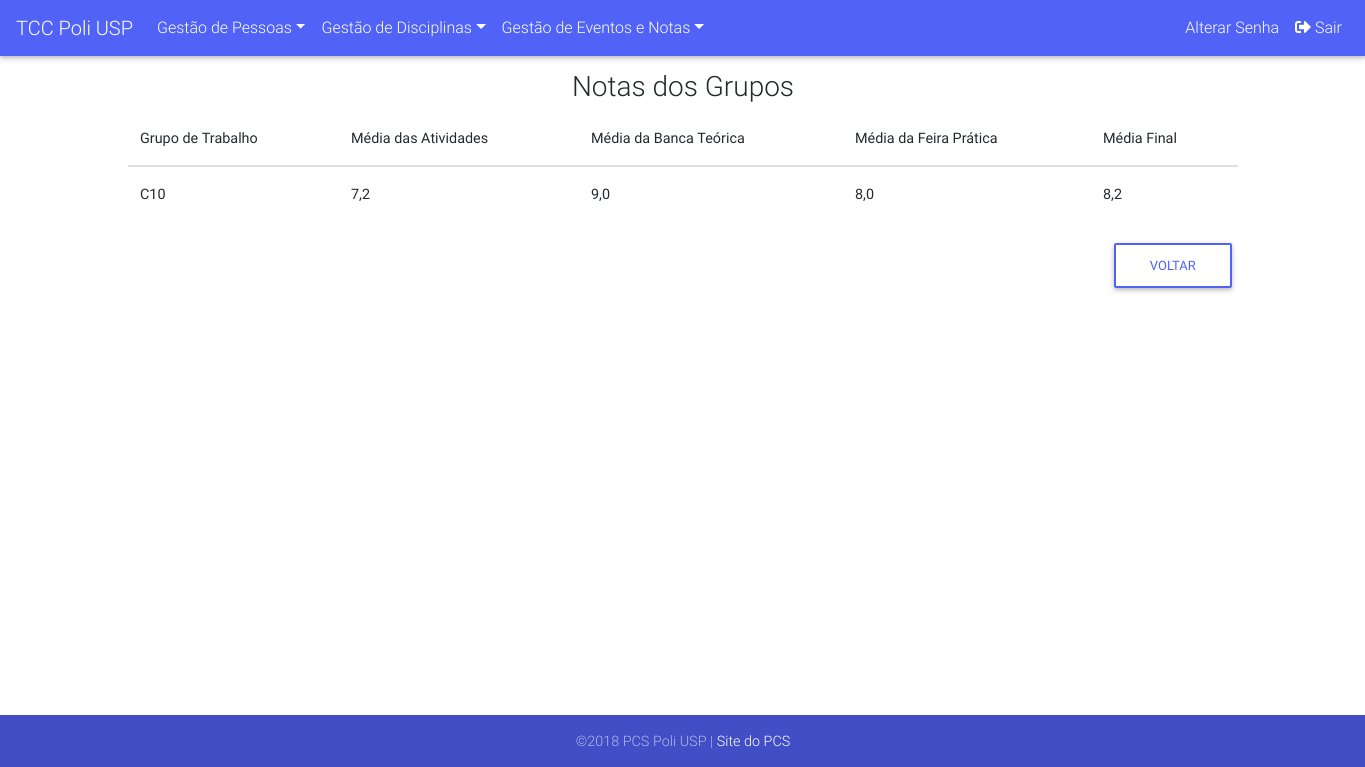 TCC Poli USP Gestão de Pessoas Gestão de Disciplinas Gestão de Eventos e Notas Alterar Senha Sair
Notas dos Grupos
Grupo de Trabalho Média das Atividades Média da Banca Teórica Média da Feira Prática Média Final
C10 7,2 9,0 8,0 8,2
VOLTAR
©2018 PCS Poli USP | Site do PCS